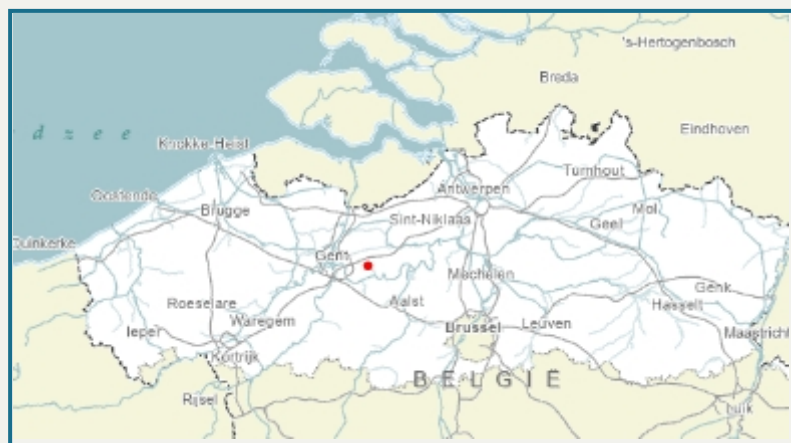 's-Hertogenbosch
Breda
Eindhoven
d z e e
Knokke-Heist
Turnhout
Antwerpen
Oostende
Brugge
Sint-Niklaas
Mol
Geel
Duinkerke
Gent
Mechelen
Genk
Roeselare
Aalst
Hasselt
Ieper
Waregem
Brussel
Leuven
Maastricht
Kortrijk
BELGIË
Rijsel
Luik